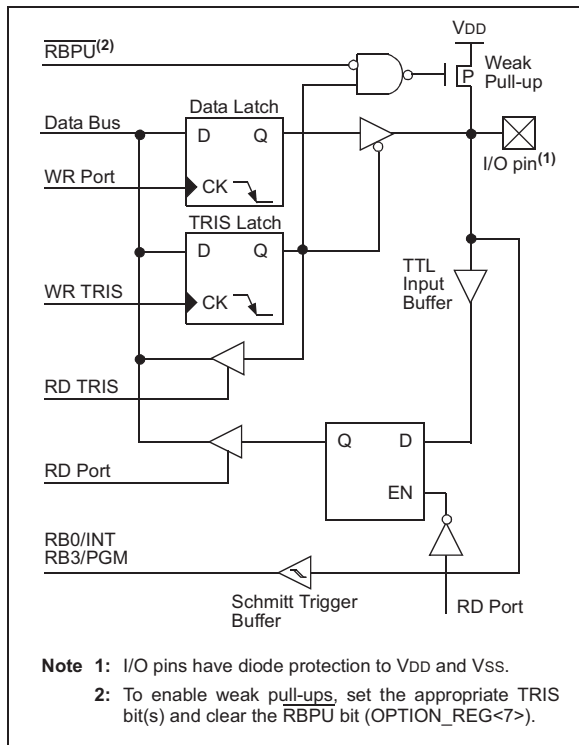 VDD
RBPU(2)
Weak
Pull-up
P
Data Latch
Data Bus
D Q
I/O pin(1)
WR Port
CK
TRIS Latch
D Q
TTL
Input
Buffer
WR TRIS
CK
RD TRIS
Q D
RD Port
EN
RB0/INT
RB3/PGM
Schmitt Trigger
Buffer
RD Port
Note 1: I/O pins have diode protection to VDD and VSS.
2: To enable weak pull-ups, set the appropriate TRIS
bit(s) and clear the RBPU bit (OPTION_REG<7>).